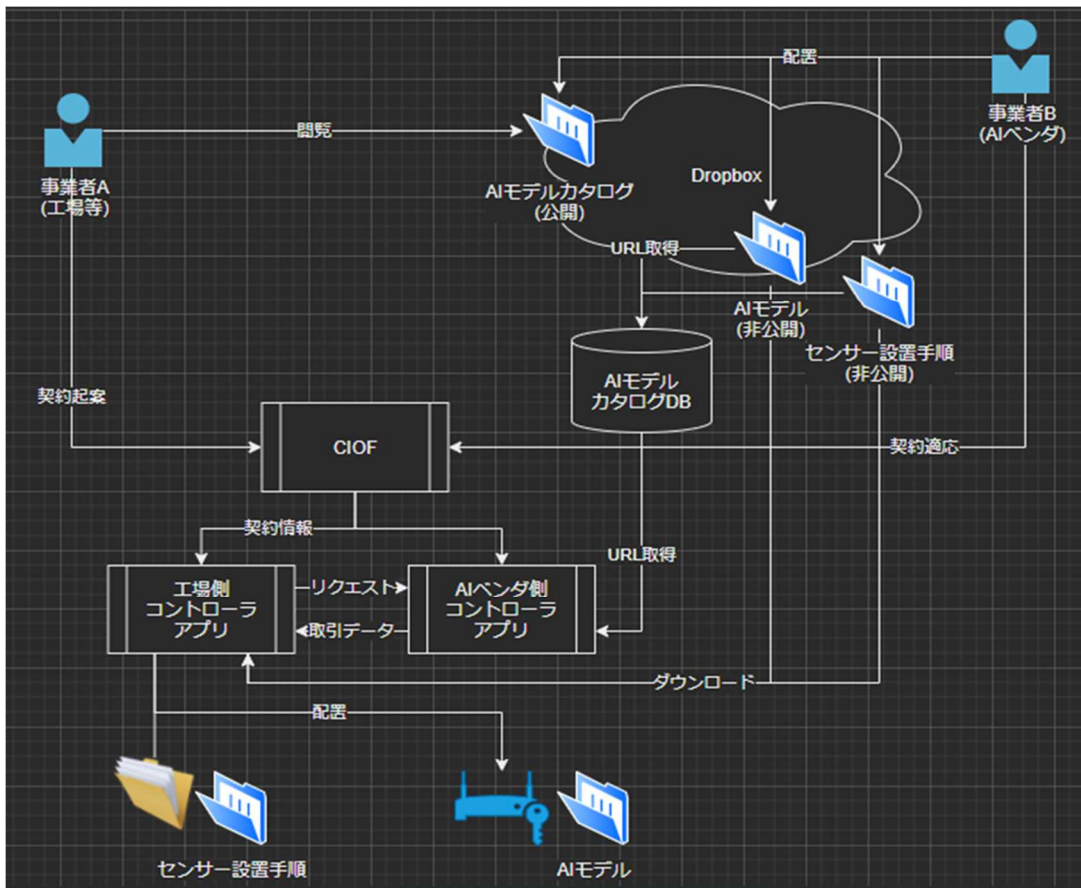 配置
事業者B
(AIベンダ)
事業者A
(工場等)
閲覧
AIモデルカタログ
(公開)
Dropbox
URL取得
AIモデル
(非公開)
センサー設置手順
(非公開)
AIモデル
カタログDB
契約起案
CIOF
契約適応
契約情報
URL取得
工場側
コントローラ
アプリ
リクエスト
取引データ
AIベンダ側
コントローラ
アプリ
ダウンロード
配置
センサー設置手順
AIモデル